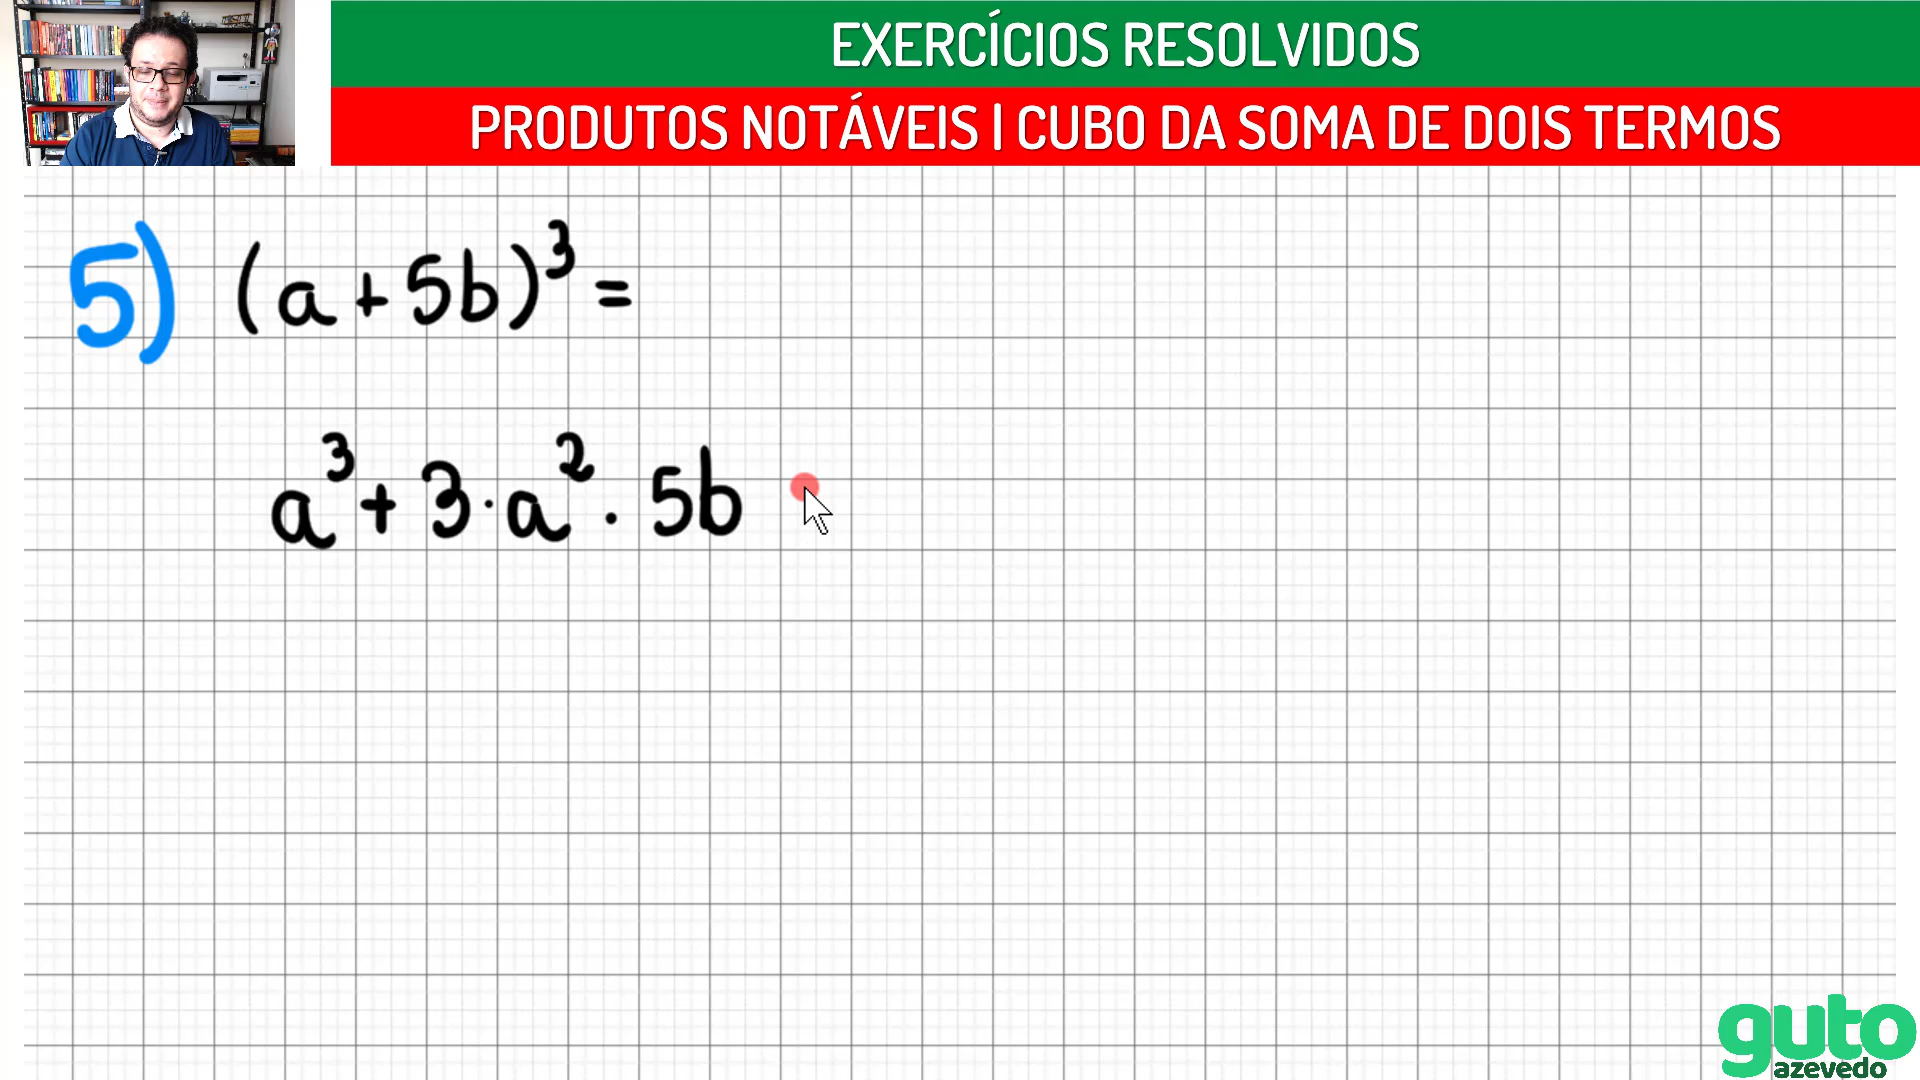 EXERCÍCIOS RESOLVIDOS
PRODUTOS NOTÁVEIS | CUBO DA SOMA DE DOIS TERMOS
5) (a+5b)³=
a³+3·a²·5b
guto
azevedo